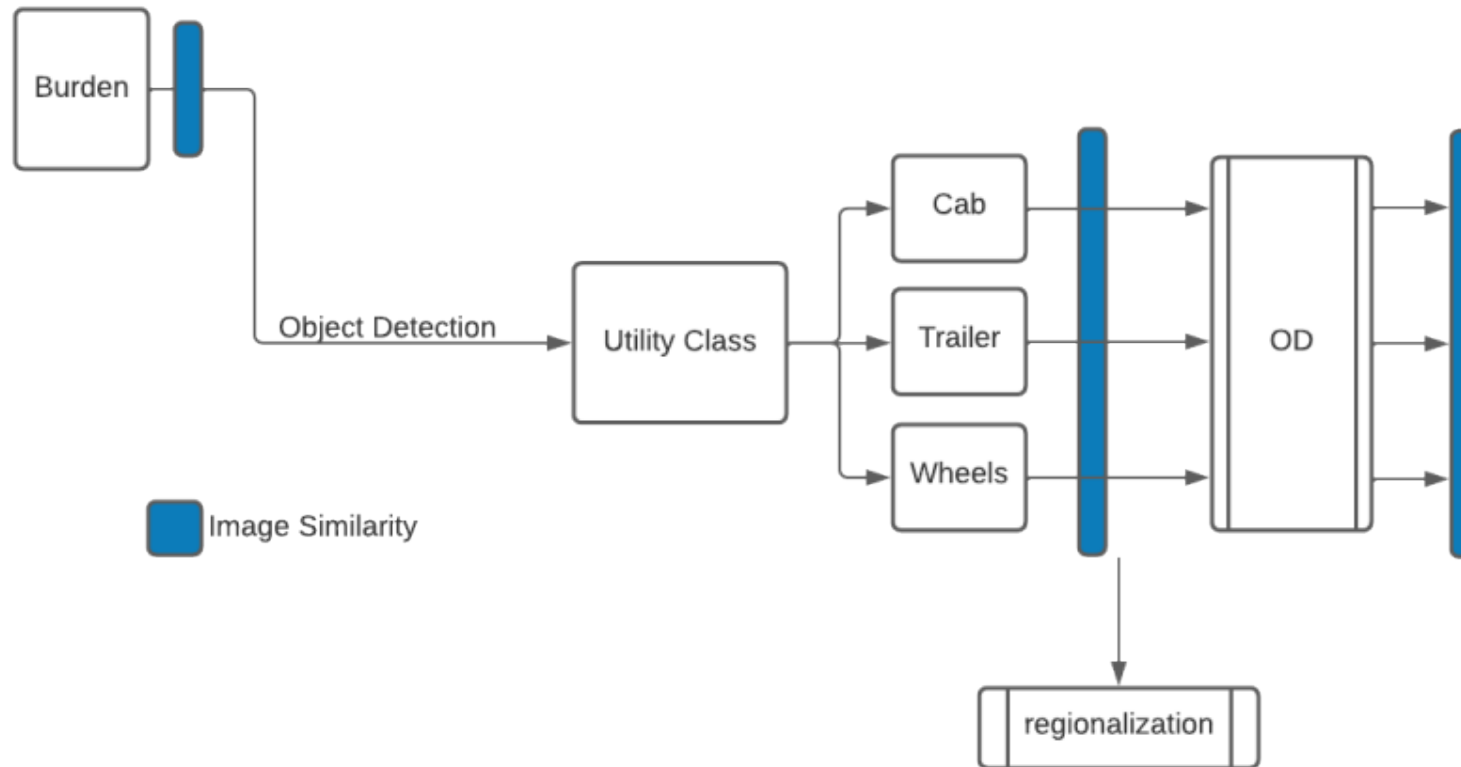 Burden
Cab
Object Detection
Utility Class
Trailer
OD
Wheels
Image Similarity
regionalization